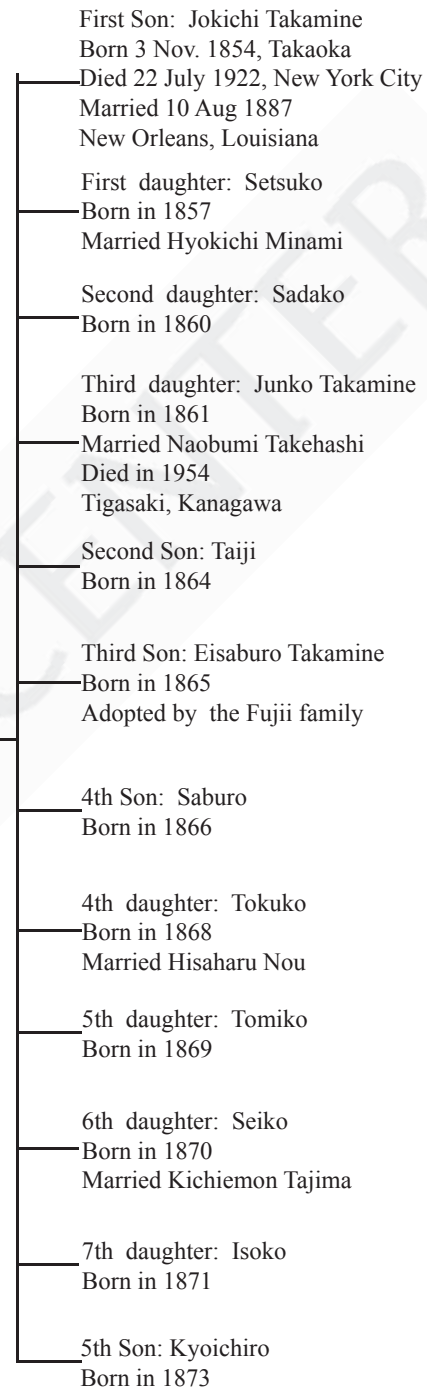 First Son: Jokichi Takamine
Born 3 Nov. 1854, Takaoka
Died 22 July 1922, New York City
Married 10 Aug 1887
New Orleans, Louisiana
First daughter: Setsuko
Born in 1857
Married Hyokichi Minami
Second daughter: Sadako
Born in 1860
Third daughter: Junko Takamine
Born in 1861
Married Naobumi Takehashi
Died in 1954
Tigasaki, Kanagawa
Second Son: Taiji
Born in 1864
Third Son: Eisaburo Takamine
Born in 1865
Adopted by the Fujii family
4th Son: Saburo
Born in 1866
4th daughter: Tokuko
Born in 1868
Married Hisaharu Nou
5th daughter: Tomiko
Born in 1869
6th daughter: Seiko
Born in 1870
Married Kichiemon Tajima
7th daughter: Isoko
Born in 1871
5th Son: Kyoichiro
Born in 1873
CENTER